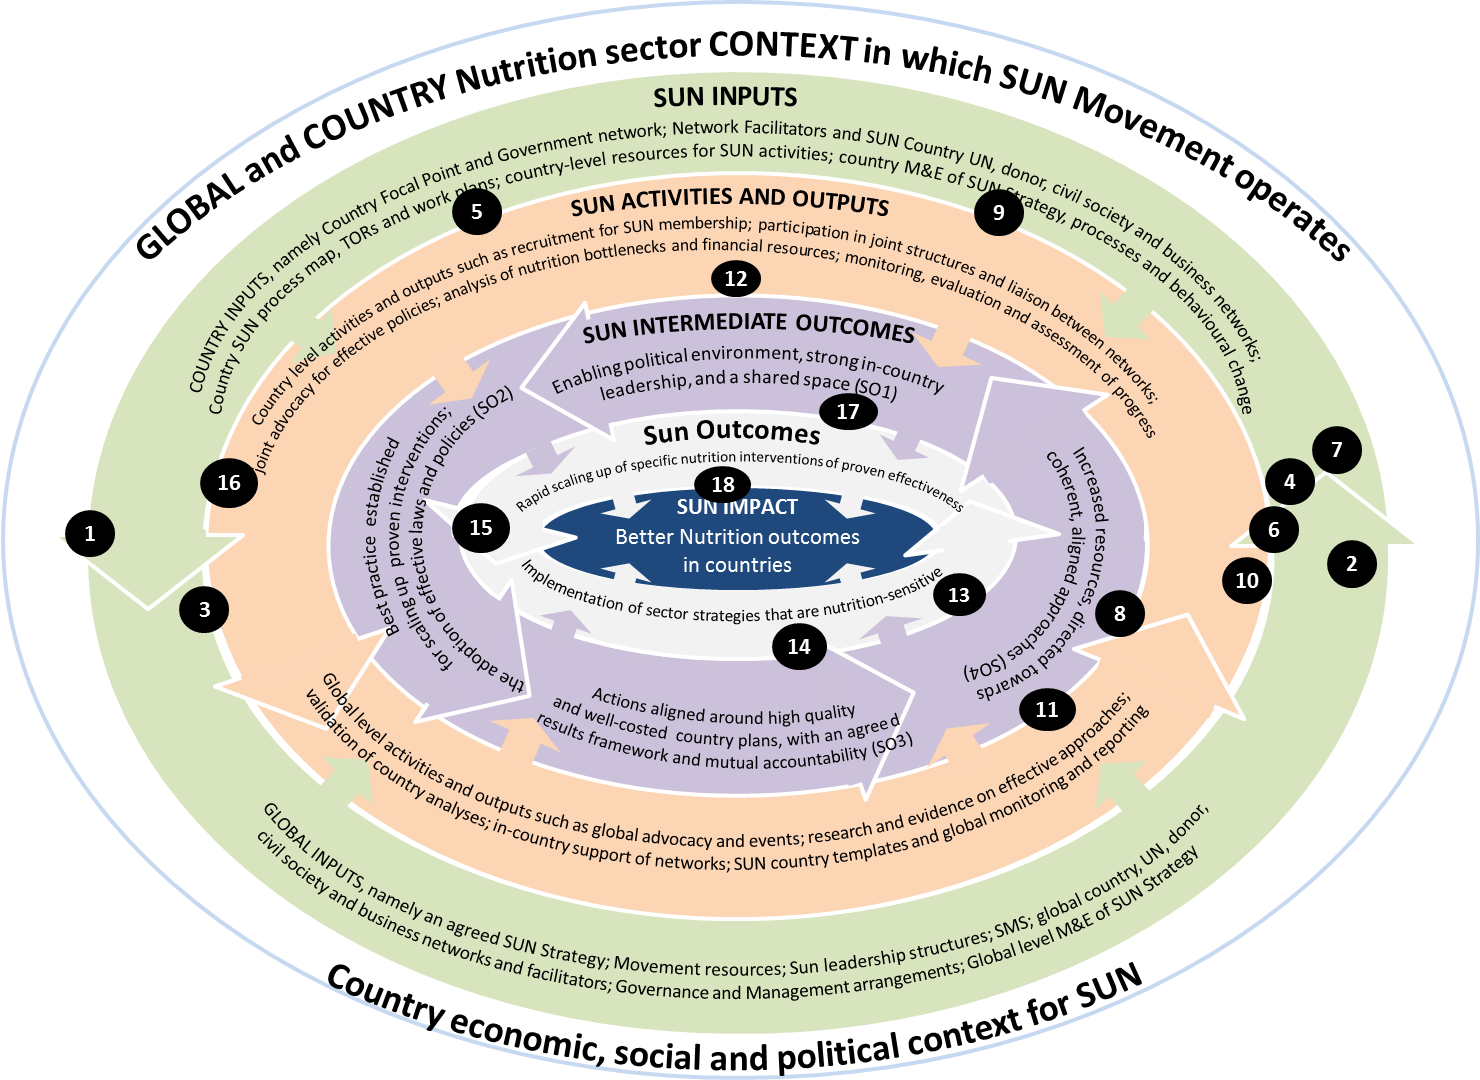 GLOBAL and COUNTRY Nutrition sector CONTEXT in which SUN Movement operates
SUN INPUTS
COUNTRY INPUTS, namely Country Focal Point and Government network; Network Facilitators and SUN Country UN, donor, civil society and business networks;
Country SUN process map, TORs and work plans; country-level resources for SUN activities; country M&E of SUN Strategy, processes and behavioural change
5
9
SUN ACTIVITIES AND OUTPUTS
Country level activities and outputs such as recruitment for SUN membership; participation in joint structures and liaison between networks;
Joint advocacy for effective policies; analysis of nutrition bottlenecks and financial resources; monitoring, evaluation and assessment of progress
12
SUN INTERMEDIATE OUTCOMES
Enabling political environment, strong in-country
leadership, and a shared space (SO1)
17
Best practice established
for scaling up proven interventions;
the adoption of effective laws and policies (SO2)
Sun Outcomes
Rapid scaling up of specific nutrition interventions of proven effectiveness
18
SUN IMPACT
Better Nutrition outcomes
in countries
Implementation of sector strategies that are nutrition-sensitive
Increased resources, directed towards
coherent, aligned approaches (SO4)
7
4
16
15
1
6
2
10
13
3
8
14
11
Actions aligned around high quality
and well-costed country plans, with an agreed
results framework and mutual accountability (SO3)
Global level activities and outputs such as global advocacy and events; research and evidence on effective approaches;
validation of country analyses; in-country support of networks; SUN country templates and global monitoring and reporting
GLOBAL INPUTS, namely an agreed SUN Strategy; Movement resources; Sun leadership structures; SMS; global country, UN, donor,
civil society and business networks and facilitators; Governance and Management arrangements; Global level M&E of SUN Strategy
Country economic, social and political context for SUN